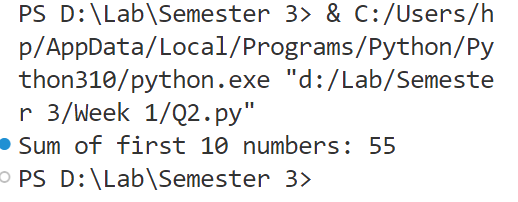 PS D:\Lab\Semester 3> & C:/Users/h
p/AppData/Local/Programs/Python/Py
thon310/python.exe "d:/Lab/Semeste
r 3/Week 1/Q2.py"
Sum of first 10 numbers: 55
PS D:\Lab\Semester 3>